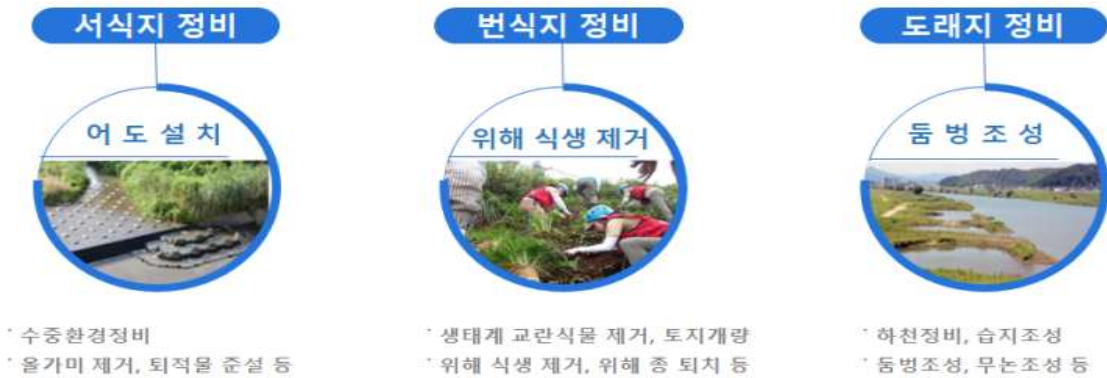 서식지 정비
번식지 정비
도래지 정비
어 도 설 치
위해 식생 제거
둠 벙 조 성
˙ 수중환경정비
˙ 올가미 제거, 퇴적물 준설 등
˙ 생태계 교란식물 제거, 토지개량
˙ 위해 식생 제거, 위해 종 퇴치 등
˙ 하천정비, 습지조성
˙ 둠벙조성, 무논조성 등